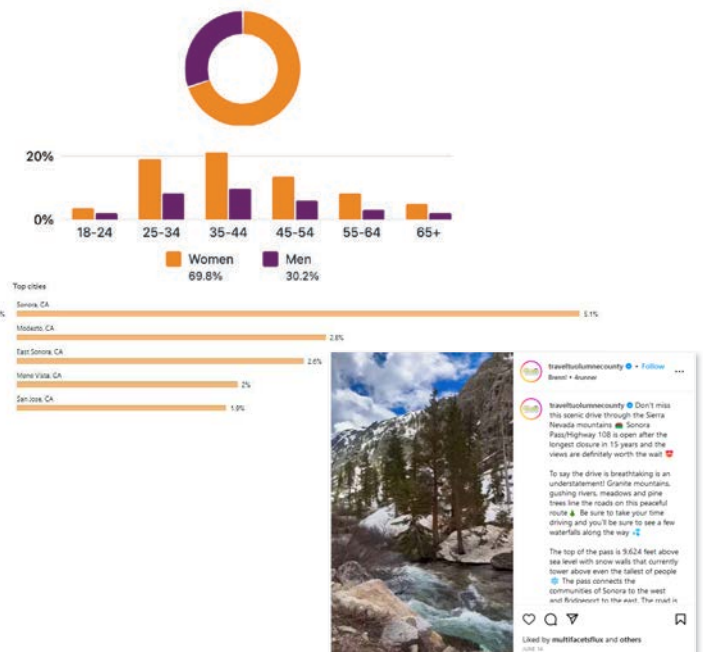 20%
0%
18-24 25-34 35-44 45-54 55-64 65+
Women Men
69.8% 30.2%
Top cities
Sonora, CA
5.1%
Modesto, CA
2.8%
East Sonora, CA
2.6%
Mono Vista, CA
2%
San Jose, CA
1.9%
traveltuolumnecounty • Follow
Brenn! • 4runner
traveltuolumnecounty Don't miss
this scenic drive through the Sierra
Nevada mountains 🏞️ Sonora
Pass/Highway 108 is open after the
longest closure in 15 years and the
views are definitely worth the wait 😍
To say the drive is breathtaking is an
understatement! Granite mountains,
gushing rivers, meadows and pine
trees line the roads on this peaceful
route 🌲 Be sure to take your time
driving and you'll be sure to see a few
waterfalls along the way 💦
The top of the pass is 9,624 feet above
sea level with snow walls that currently
tower above even the tallest of people
❄️ The pass connects the
communities of Sonora to the west
and Bridgeport to the east. The road is
Liked by multifacetsflux and others
JUNE 14